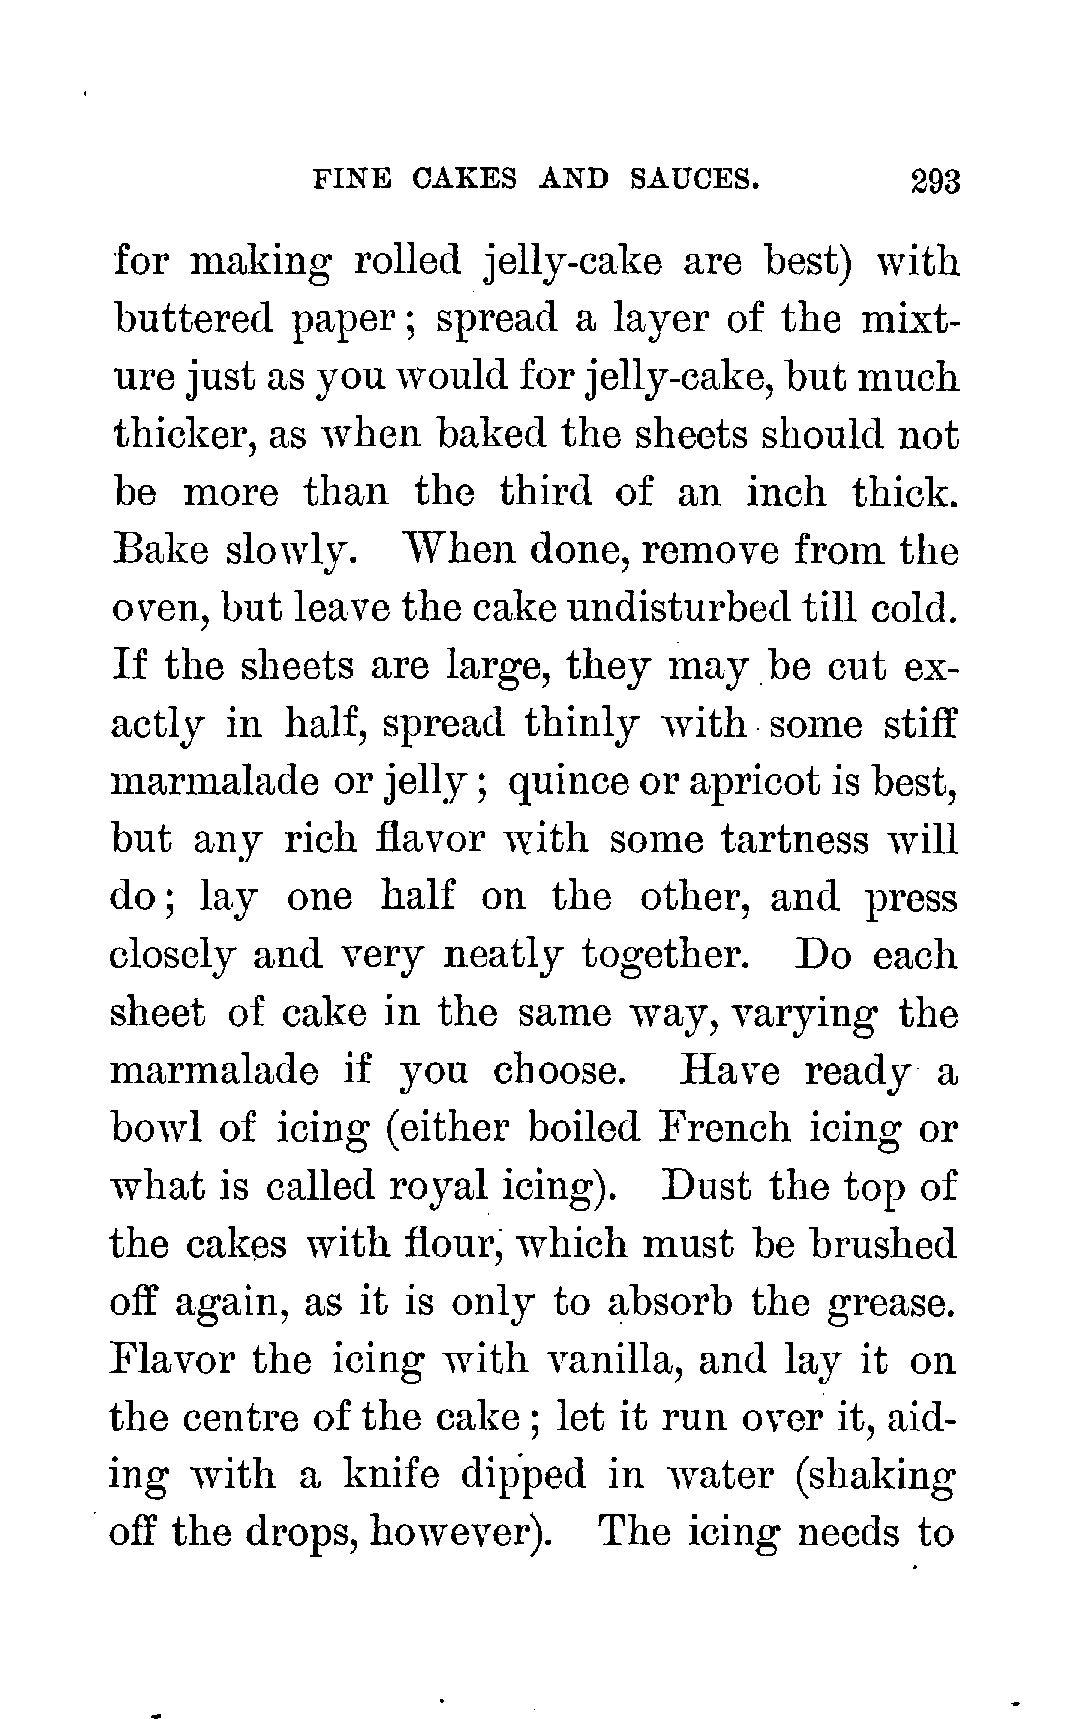 FINE CAKES AND SAUCES. 293
for making rolled jelly-cake are best) with
buttered paper; spread a layer of the mixt-
ure just as you would for jelly-cake, but much
thicker, as when baked the sheets should not
be more than the third of an inch thick.
Bake slowly. When done, remove from the
oven, but leave the cake undisturbed till cold.
If the sheets are large, they may be cut ex-
actly in half, spread thinly with some stiff
marmalade or jelly; quince or apricot is best,
but any rich flavor with some tartness will
do; lay one half on the other, and press
closely and very neatly together. Do each
sheet of cake in the same way, varying the
marmalade if you choose. Have ready a
bowl of icing (either boiled French icing or
what is called royal icing). Dust the top of
the cakes with flour, which must be brushed
off again, as it is only to absorb the grease.
Flavor the icing with vanilla, and lay it on
the centre of the cake; let it run over it, aid-
ing with a knife dipped in water (shaking
off the drops, however). The icing needs to